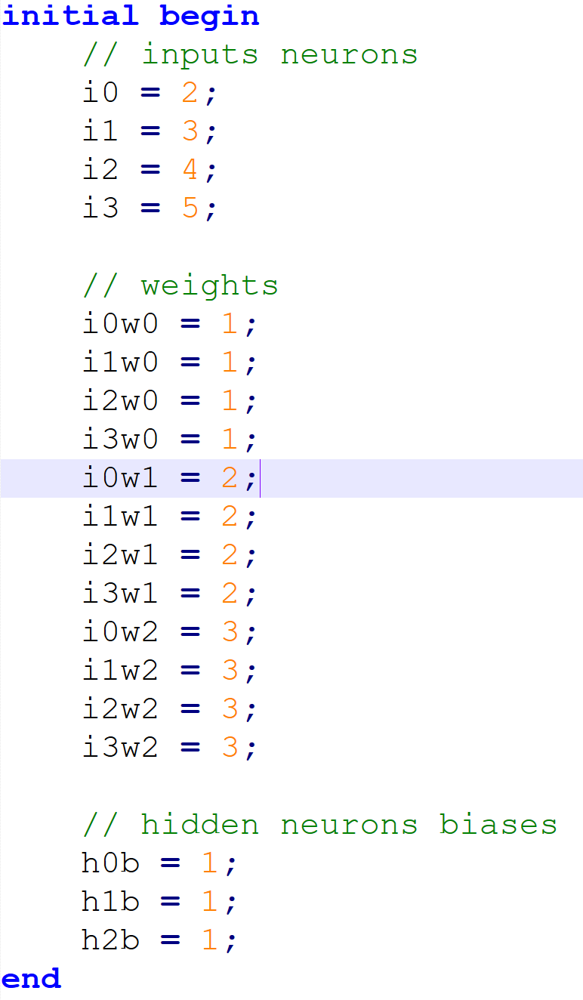 initial begin
// inputs neurons
i0 = 2;
i1 = 3;
i2 = 4;
i3 = 5;
// weights
i0w0 = 1;
i1w0 = 1;
i2w0 = 1;
i3w0 = 1;
i0w1 = 2;
i1w1 = 2;
i2w1 = 2;
i3w1 = 2;
i0w2 = 3;
i1w2 = 3;
i2w2 = 3;
i3w2 = 3;
// hidden neurons biases
h0b = 1;
h1b = 1;
h2b = 1;
end